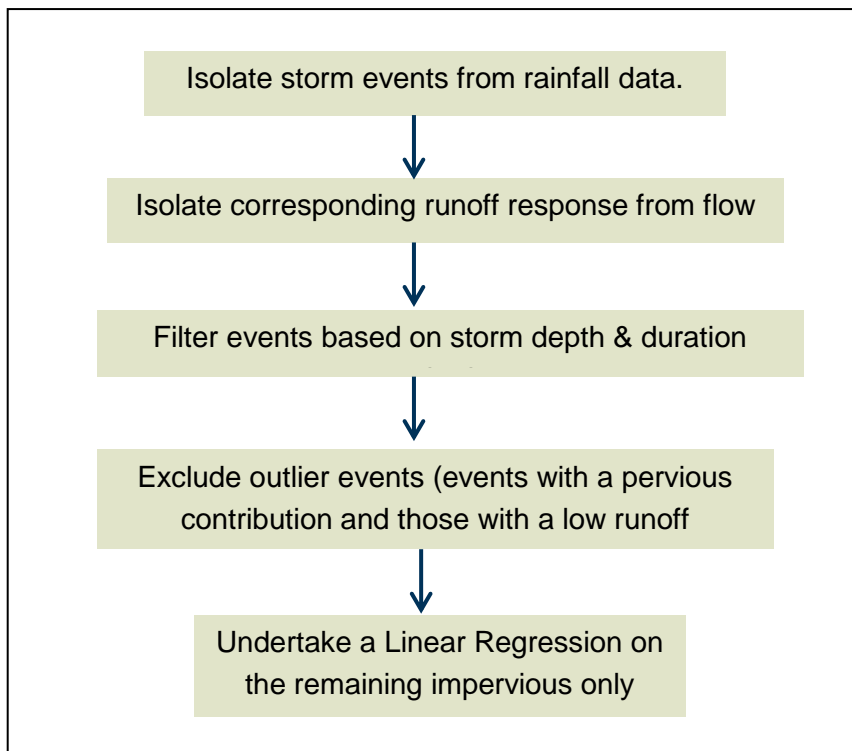 Isolate storm events from rainfall data.
Isolate corresponding runoff response from flow
Filter events based on storm depth & duration
Exclude outlier events (events with a pervious
contribution and those with a low runoff
Undertake a Linear Regression on
the remaining impervious only